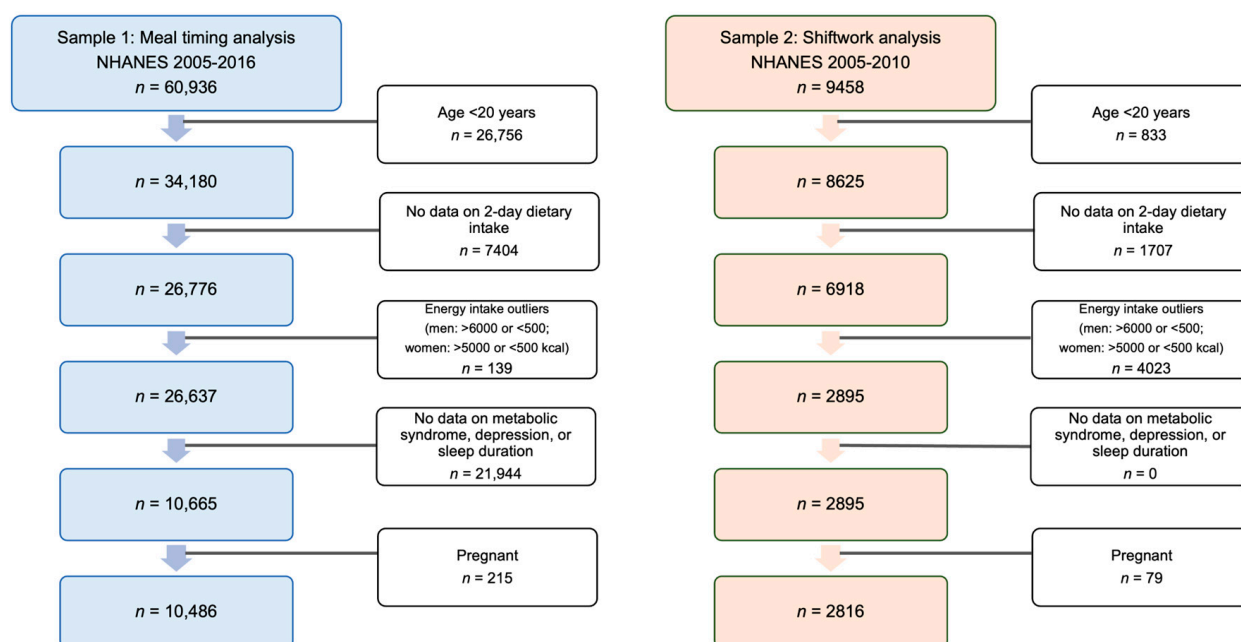 Sample 1: Meal timing analysis
NHANES 2005-2016
n = 60,936
Age <20 years
n = 26,756
n = 34,180
No data on 2-day dietary
intake
n = 7404
n = 26,776
Energy intake outliers
(men: >6000 or <500;
women: >5000 or <500 kcal)
n = 139
n = 26,637
No data on metabolic
syndrome, depression, or
sleep duration
n = 21,944
n = 10,665
Pregnant
n = 215
n = 10,486
Sample 2: Shiftwork analysis
NHANES 2005-2010
n = 9458
Age <20 years
n = 833
n = 8625
No data on 2-day dietary
intake
n = 1707
n = 6918
Energy intake outliers
(men: >6000 or <500;
women: >5000 or <500 kcal)
n = 4023
n = 2895
No data on metabolic
syndrome, depression, or
sleep duration
n = 0
n = 2895
Pregnant
n = 79
n = 2816